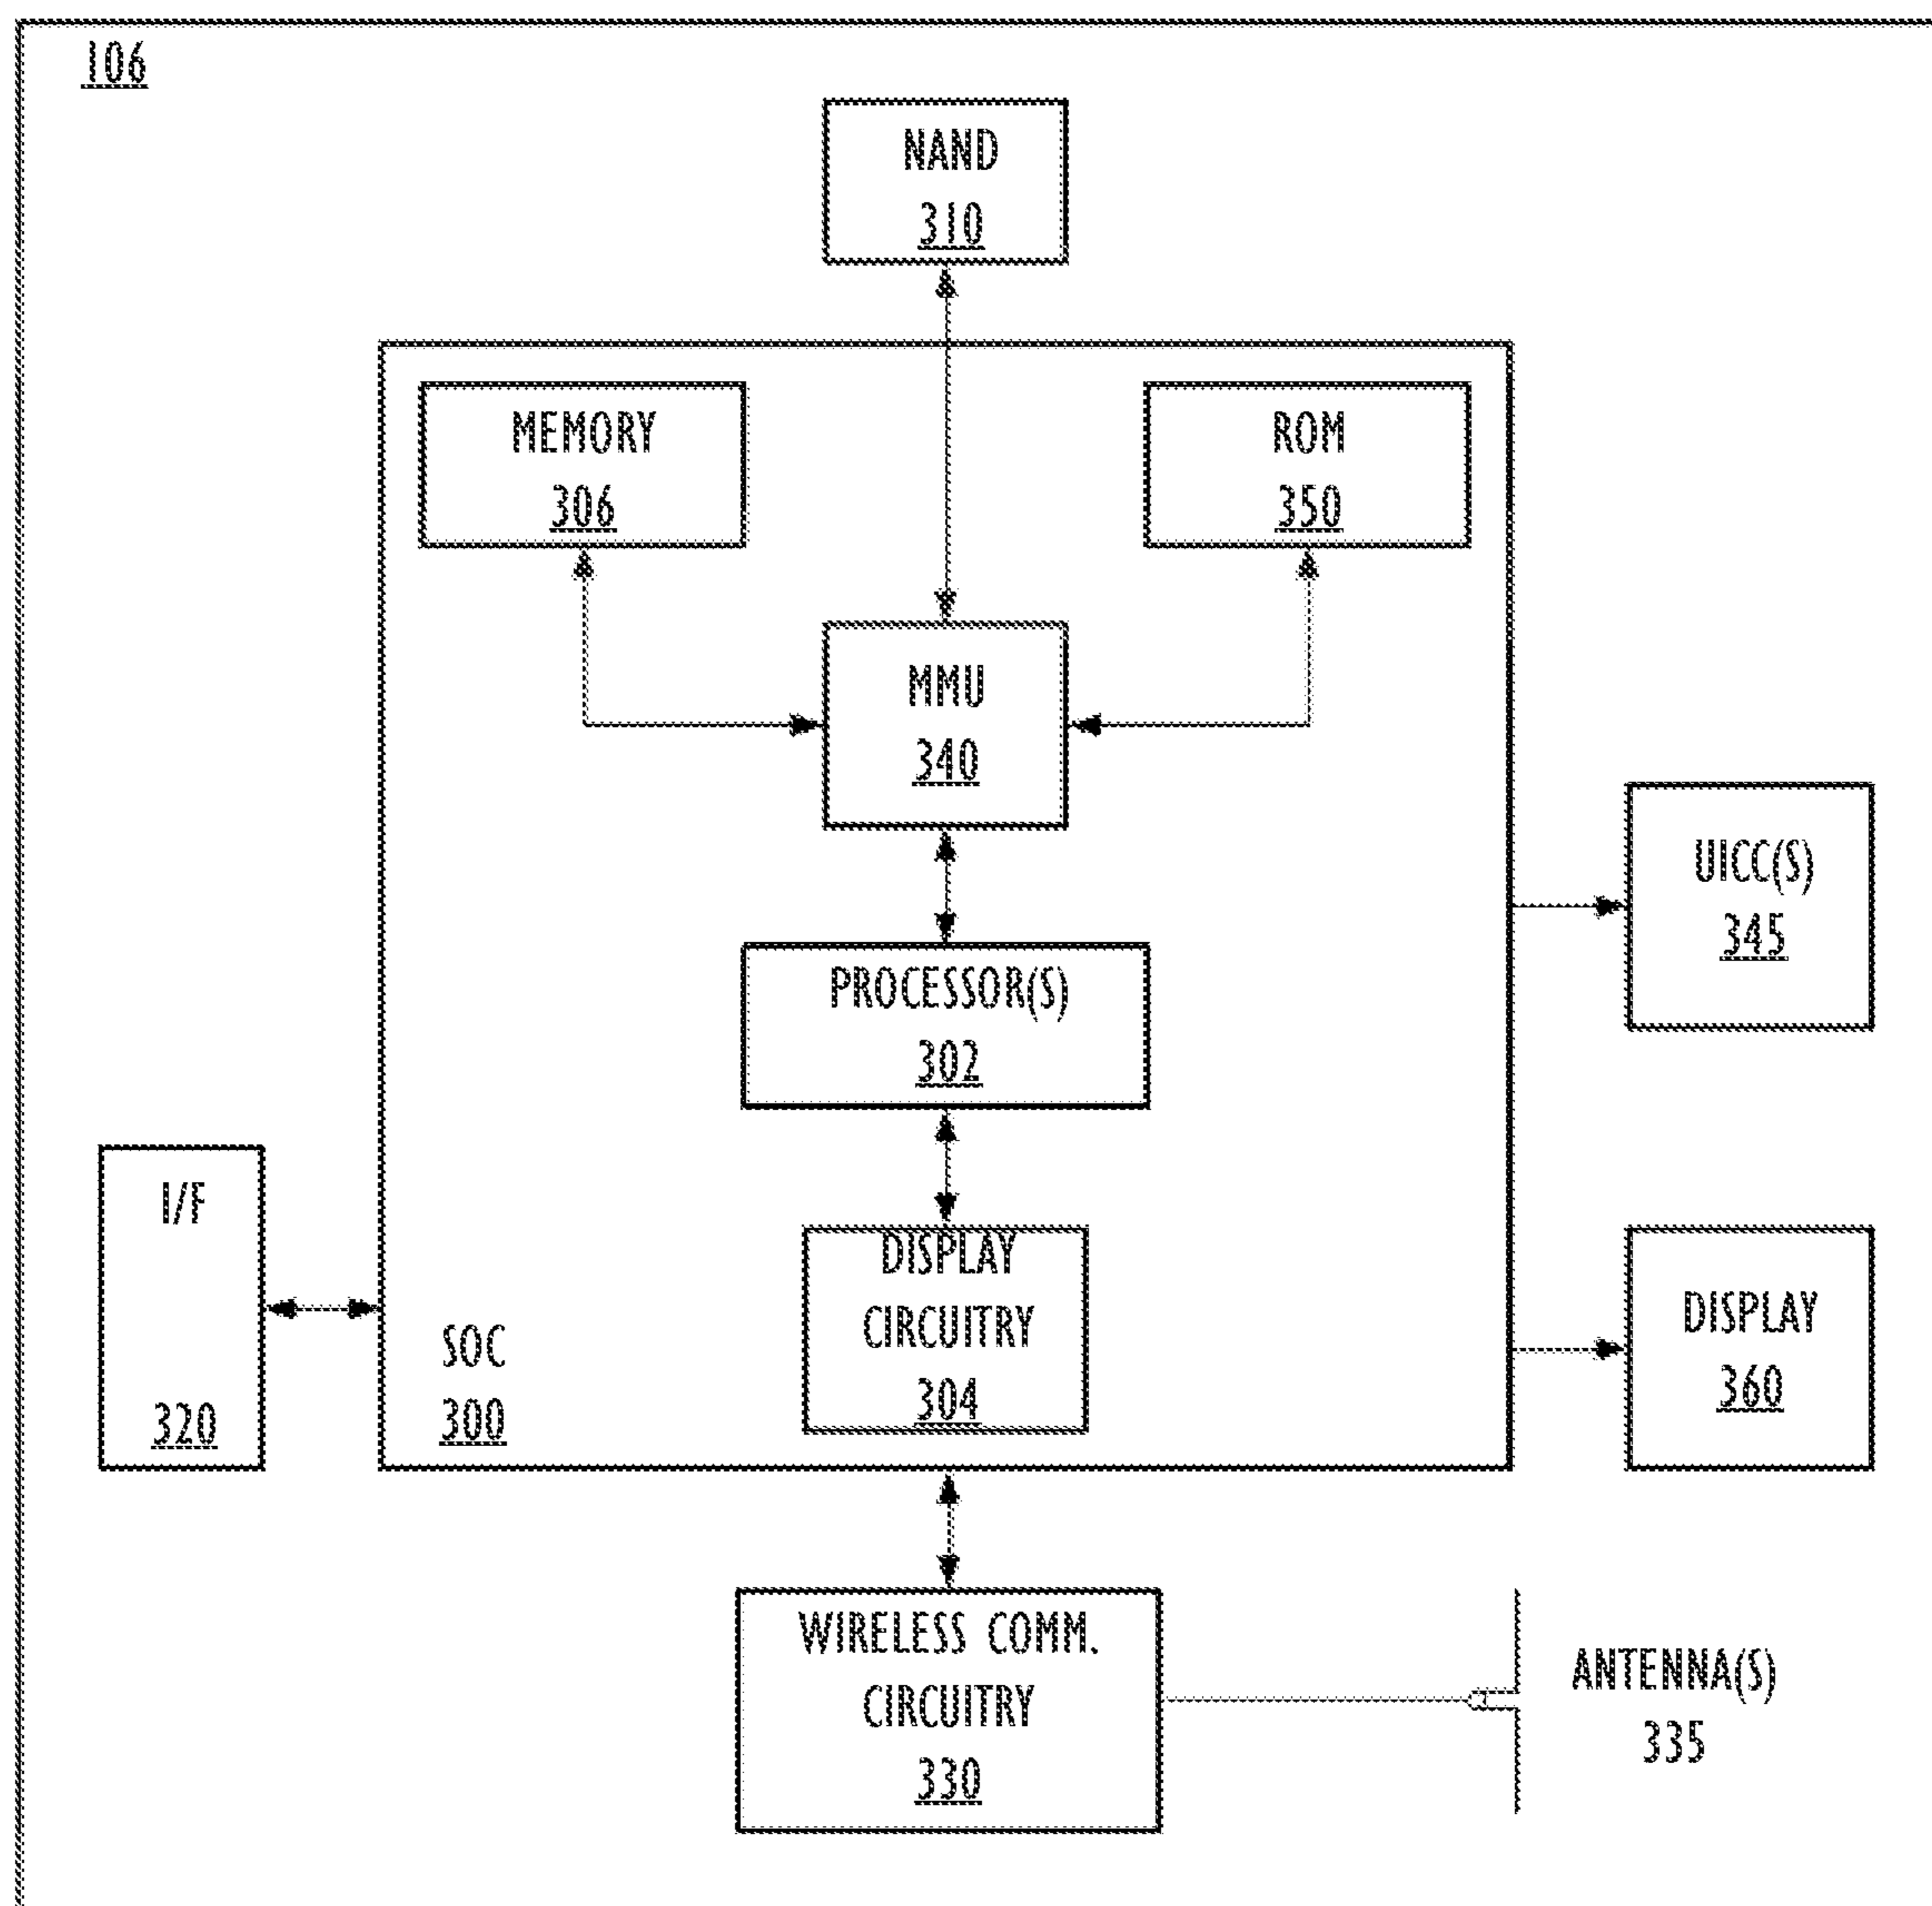 106
NAND
310
MEMORY
306
ROM
350
MMU
340
UICC(S)
345
PROCESSOR(S)
302
I/F
320
SOC
300
DISPLAY
CIRCUITRY
304
DISPLAY
360
WIRELESS COMM.
CIRCUITRY
330
ANTENNA(S)
335